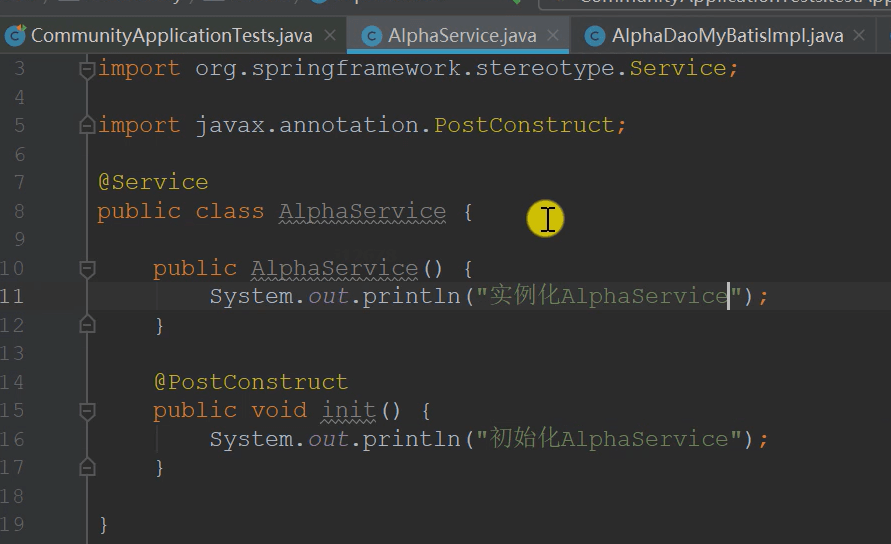 CommunityApplicationTests.java × AlphaService.java × AlphaDaoMyBatisImpl.java ×
3 import org.springframework.stereotype.Service;
4
5 import javax.annotation.PostConstruct;
6
7 @Service
8 public class AlphaService {
9
10 public AlphaService() {
11 System.out.println("实例化AlphaService");
12 }
13
14 @PostConstruct
15 public void init() {
16 System.out.println("初始化AlphaService");
17 }
18
19 }